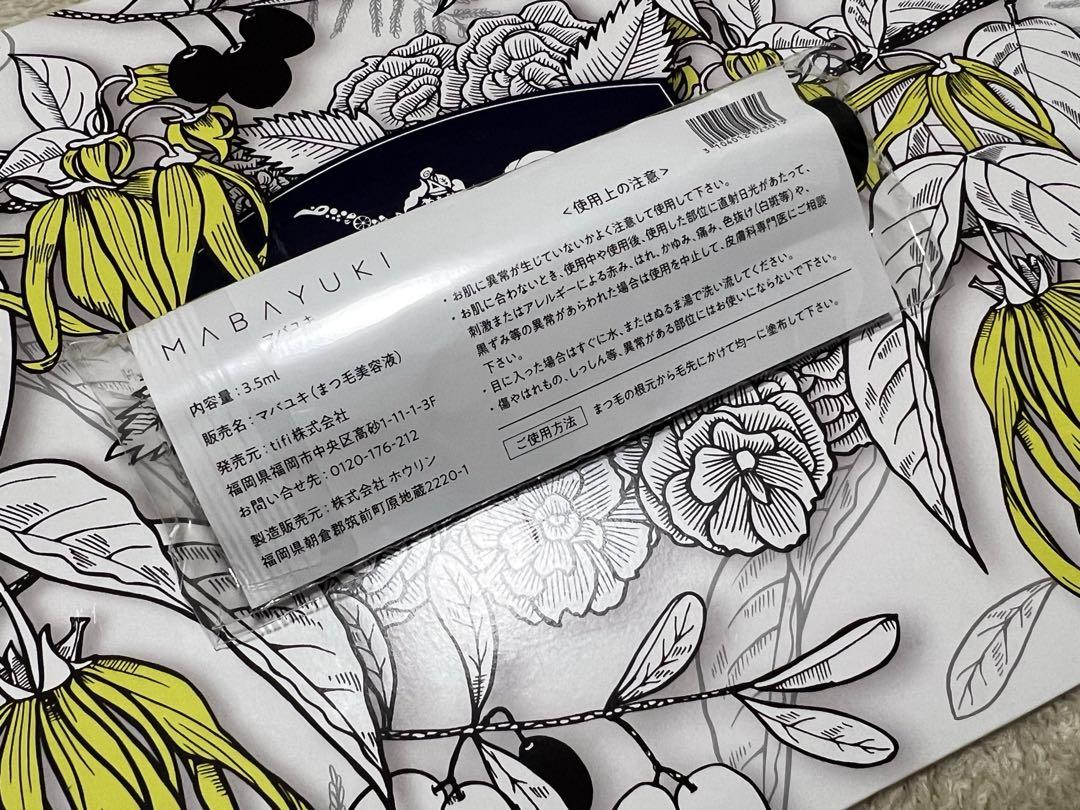 MABAYUKI
マバユキ
内容量：3.5ml
販売名：マバユキ（まつ毛美容液）
発売元：tifi株式会社
福岡県福岡市中央区高砂1-11-1-3F
お問い合せ先：0120-176-212
製造販売元：株式会社 ホウリン
福岡県朝倉郡筑前町原地蔵2220-1
＜使用上の注意＞
・お肌に異常が生じていないかよく注意して使用して下さい。
・お肌に合わないとき、使用中や使用後、使用した部位に直射日光があたって、
刺激またはアレルギーによる赤み、はれ、かゆみ、痛み、色抜け（白斑等）や、
黒ずみ等の異常があらわれた場合は使用を中止して、皮膚科専門医にご相談
下さい。
・目に入った場合はすぐに水、またはぬるま湯で洗い流してください。
・傷やはれもの、しっしん等、異常がある部位にはお使いにならないで下さい。
ご使用方法 まつ毛の根元から毛先にかけて均一に塗布して下さい。